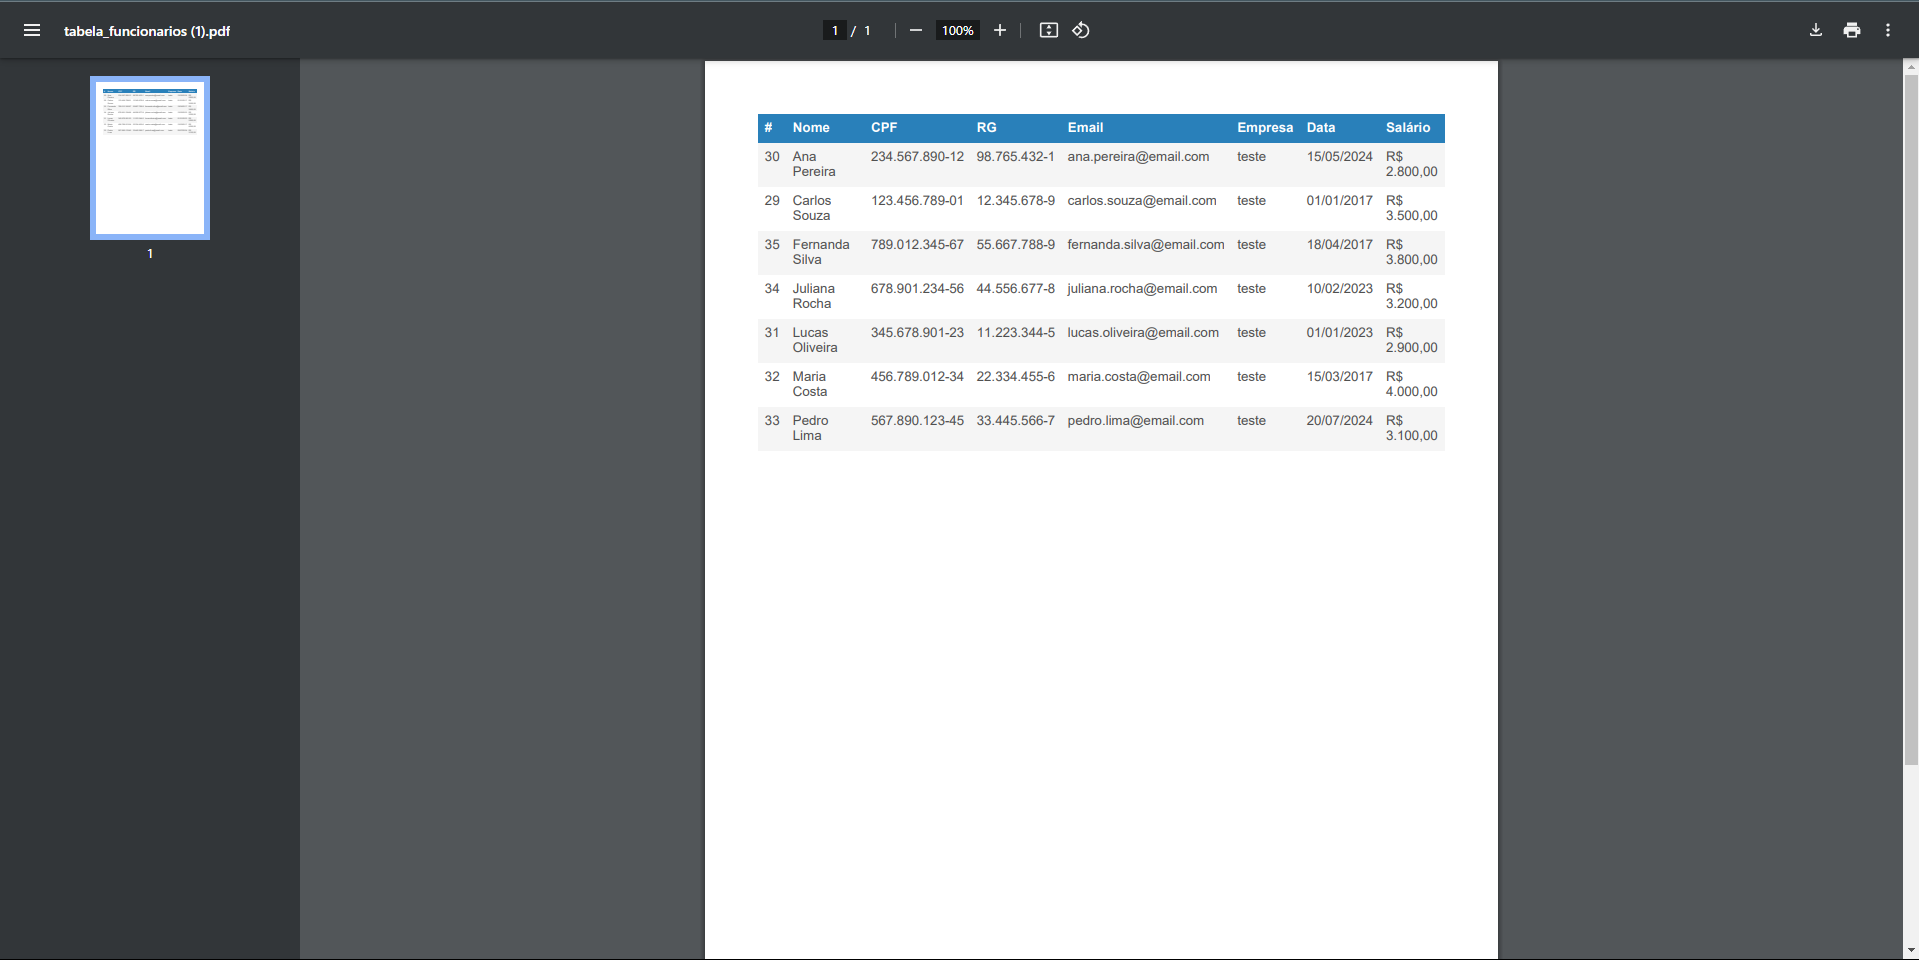 tabela_funcionarios (1).pdf
1 / 1
100%
1
# Nome CPF RG Email Empresa Data Salário
30 Ana 234.567.890-12 98.765.432-1 ana.pereira@email.com teste 15/05/2024 R$
Pereira 2.800,00
29 Carlos 123.456.789-01 12.345.678-9 carlos.souza@email.com teste 01/01/2017 R$
Souza 3.500,00
35 Fernanda 789.012.345-67 55.667.788-9 fernanda.silva@email.com teste 18/04/2017 R$
Silva 3.800,00
34 Juliana 678.901.234-56 44.556.677-8 juliana.rocha@email.com teste 10/02/2023 R$
Rocha 3.200,00
31 Lucas 345.678.901-23 11.223.344-5 lucas.oliveira@email.com teste 01/01/2023 R$
Oliveira 2.900,00
32 Maria 456.789.012-34 22.334.455-6 maria.costa@email.com teste 15/03/2017 R$
Costa 4.000,00
33 Pedro 567.890.123-45 33.445.566-7 pedro.lima@email.com teste 20/07/2024 R$
Lima 3.100,00